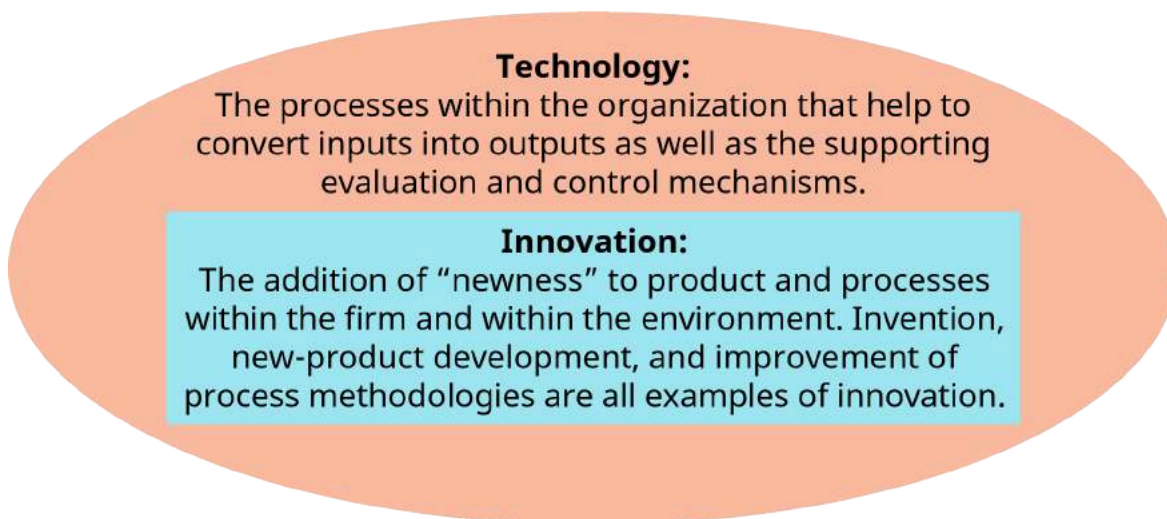 Technology:
The processes within the organization that help to
convert inputs into outputs as well as the supporting
evaluation and control mechanisms.
Innovation:
The addition of “newness” to product and processes
within the firm and within the environment. Invention,
new-product development, and improvement of
process methodologies are all examples of innovation.